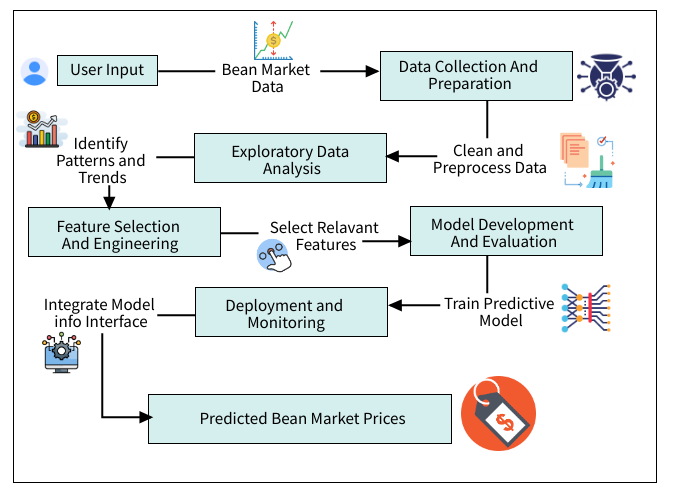 User Input
Bean Market
Data
Data Collection And
Preparation
Clean and
Preprocess Data
Exploratory Data
Analysis
Identify
Patterns and
Trends
Feature Selection
And Engineering
Select Relavant
Features
Model Development
And Evaluation
Train Predictive
Model
Deployment and
Monitoring
Integrate Model
info Interface
Predicted Bean Market Prices